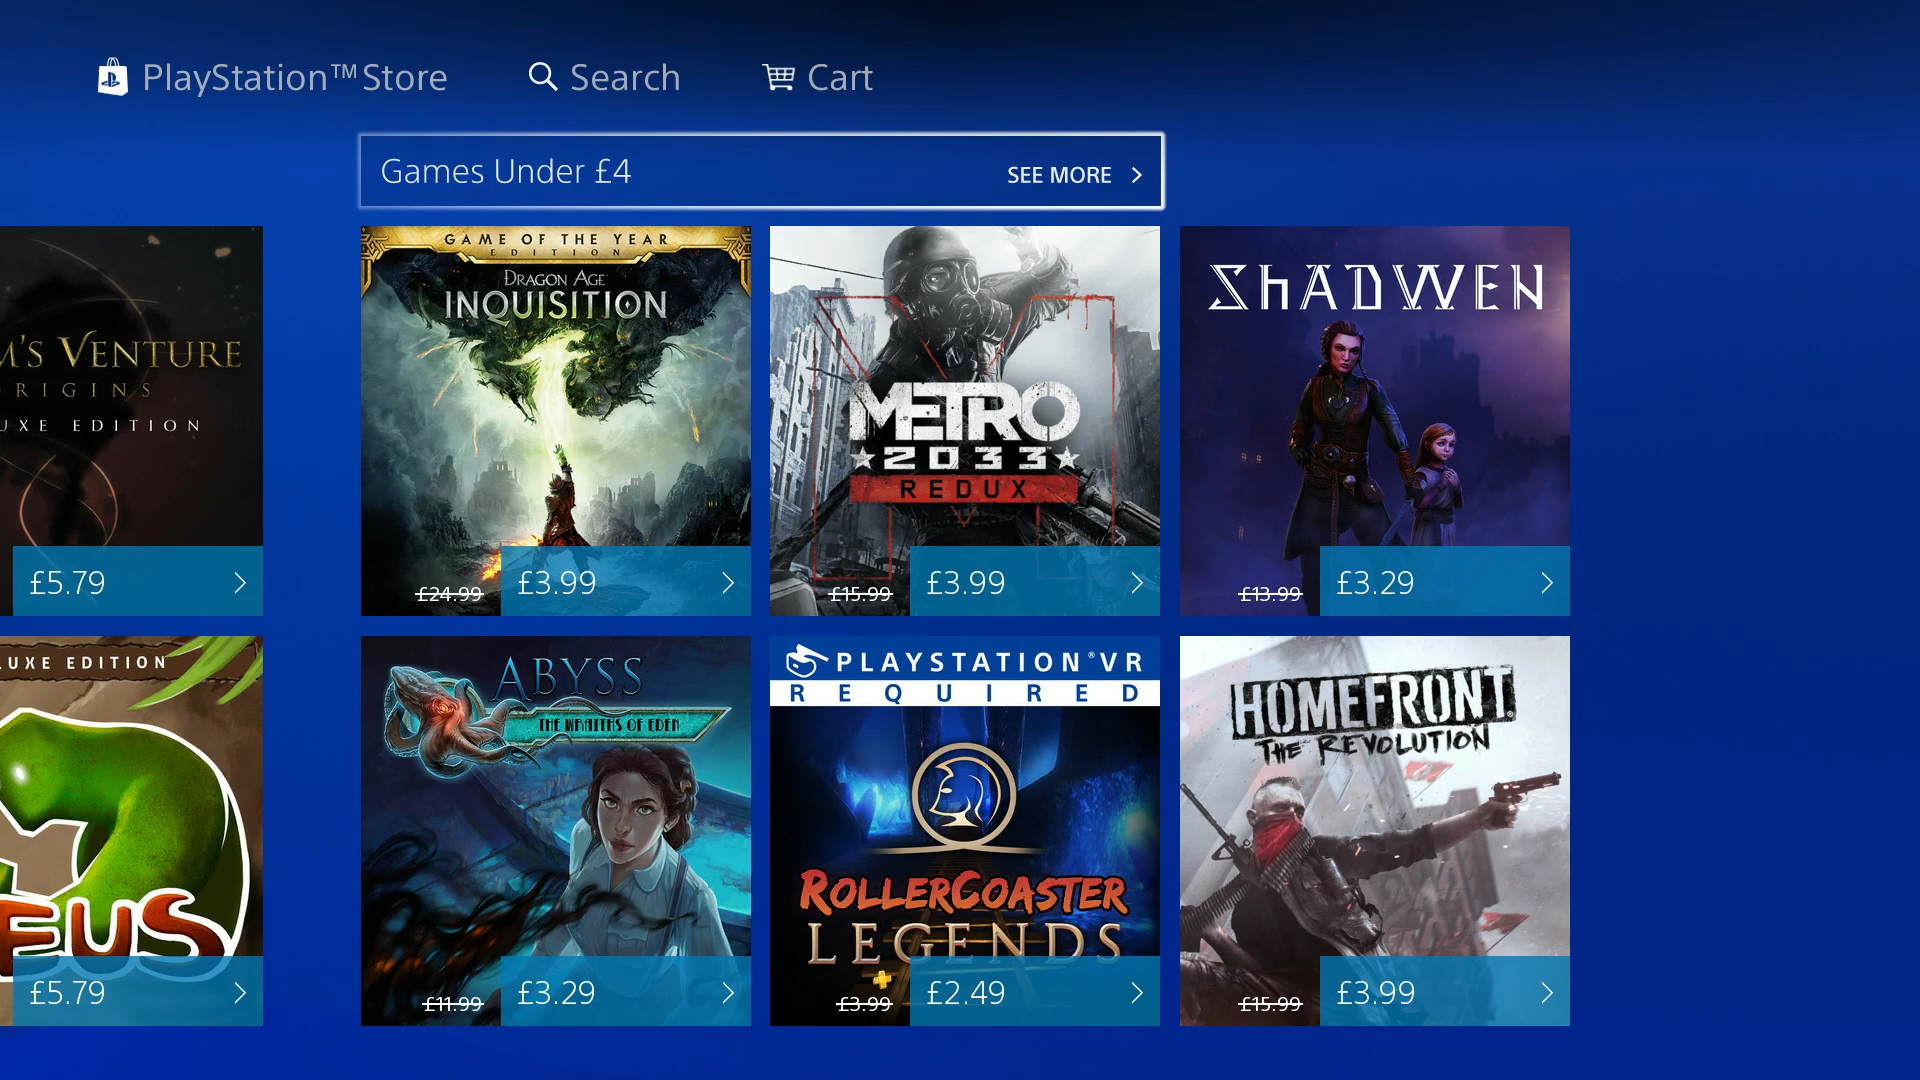 PlayStation™Store
Search
Cart
Games Under £4
SEE MORE
M'S VENTURE
RIGINS
UXE EDITION
£5.79
GAME OF THE YEAR
EDITION
DRAGON AGE
INQUISITION
£24.99
£3.99
METRO
2033
REDUX
£15.99
£3.99
SHADWEN
£13.99
£3.29
LUXE EDITION
EUS
£5.79
ABYSS
THE WRAITHS OF EDEN
£11.99
£3.29
PLAYSTATION®VR
REQUIRED
ROLLERCOASTER
LEGENDS
£3.99
£2.49
HOMEFRONT
THE REVOLUTION
£15.99
£3.99